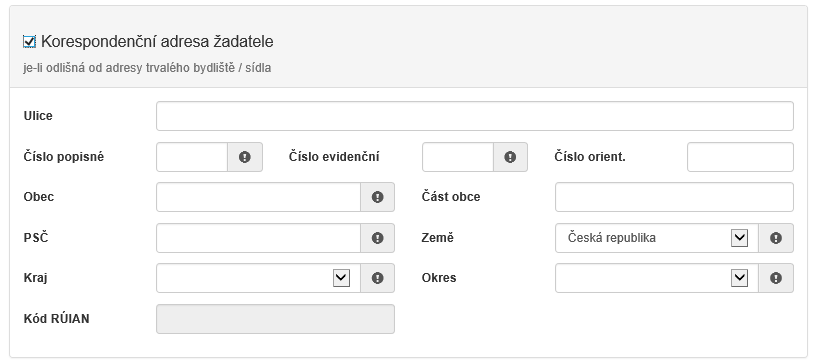 Korespondenční adresa žadatele
je-li odlišná od adresy trvalého bydliště / sídla
Ulice
Číslo popisné Číslo evidenční Číslo orient.
Obec Část obce
PSČ Země Česká republika
Kraj Okres
Kód RÚIAN